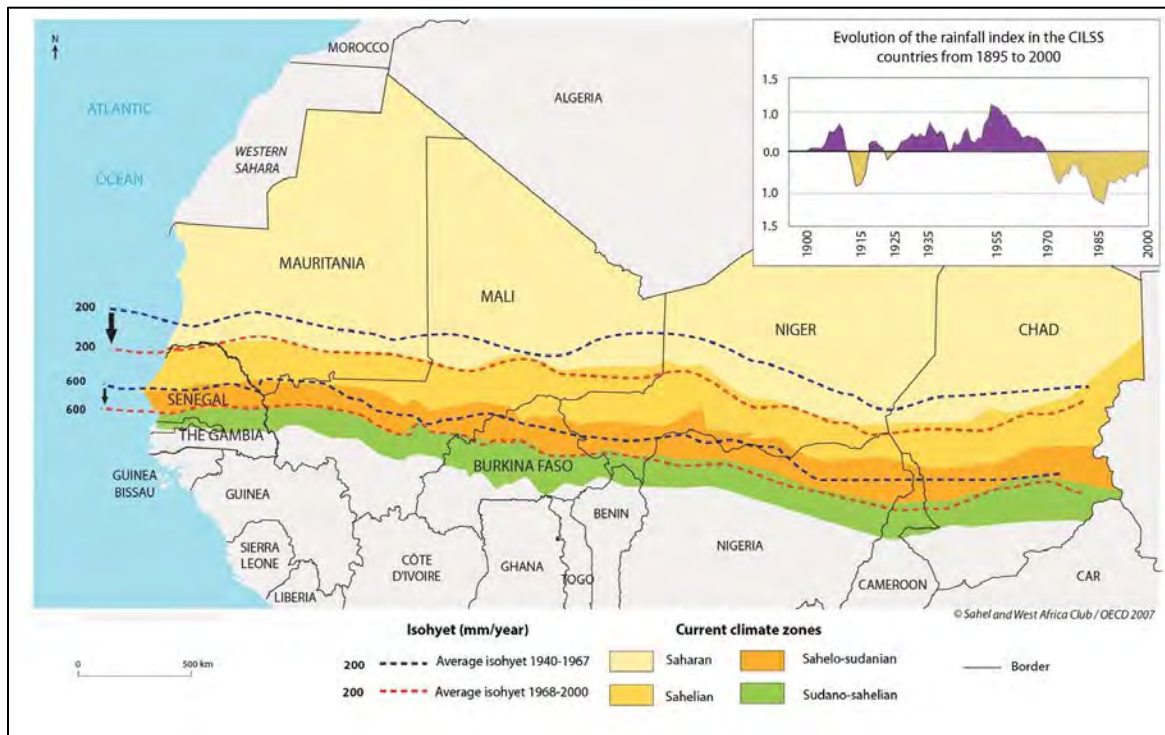 N
MOROCCO
ALGERIA
ATLANTIC
OCEAN
WESTERN
SAHARA
MAURITANIA
MALI
NIGER
CHAD
200
200
600
600
SENEGAL
THE GAMBIA
GUINEA
BISSAU
GUINEA
SIERRA
LEONE
LIBERIA
CÔTE
D'IVOIRE
BURKINA FASO
GHANA
TOGO
BENIN
NIGERIA
CAMEROON
CAR
Evolution of the rainfall index in the CILSS
countries from 1895 to 2000
1.5
1.0
0.0
1.0
1.5
1900
1915
1925
1935
1955
1970
1985
2000
© Sahel and West Africa Club / OECD 2007
0 500 km
Isohyet (mm/year)
200 Average isohyet 1940-1967
200 Average isohyet 1968-2000
Current climate zones
Saharan
Sahelian
Sahelo-sudanian
Sudano-sahelian
Border